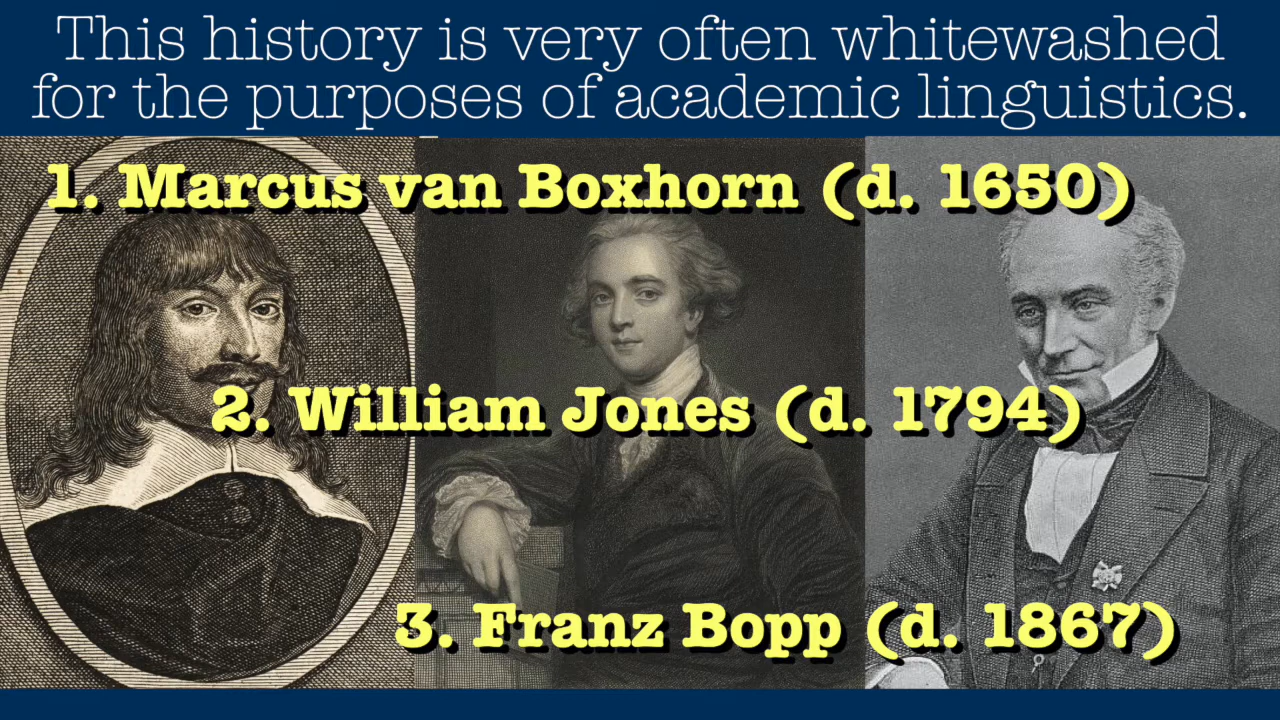 This history is very often whitewashed
for the purposes of academic linguistics.
1. Marcus van Boxhorn (d. 1650)
2. William Jones (d. 1794)
3. Franz Bopp (d. 1867)